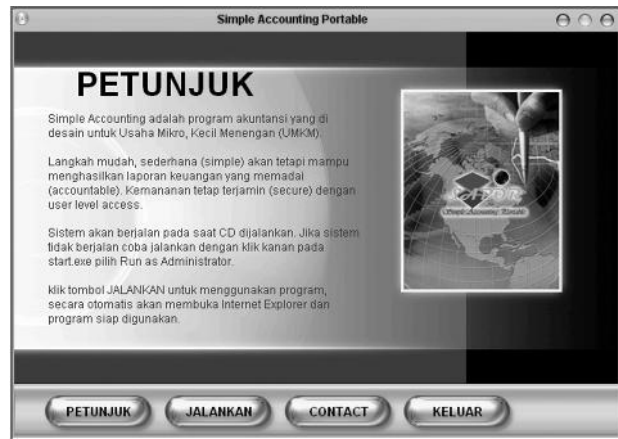 Simple Accounting Portable
PETUNJUK
Simple Accounting adalah program akuntansi yang di
desain untuk Usaha Mikro, Kecil Menengan (UMKM).
Langkah mudah, sederhana (simple) akan tetapi mampu
menghasilkan laporan keuangan yang memadai
(accountable). Kemananan tetap terjamin (secure) dengan
user level access.
Sistem akan berjalan pada saat CD dijalankan. Jika sistem
tidak berjalan coba jalankan dengan klik kanan pada
start.exe pilih Run as Administrator.
klik tombol JALANKAN untuk menggunakan program,
secara otomatis akan membuka Internet Explorer dan
program siap digunakan.
Simple Accounting Portable
PETUNJUK
JALANKAN
CONTACT
KELUAR